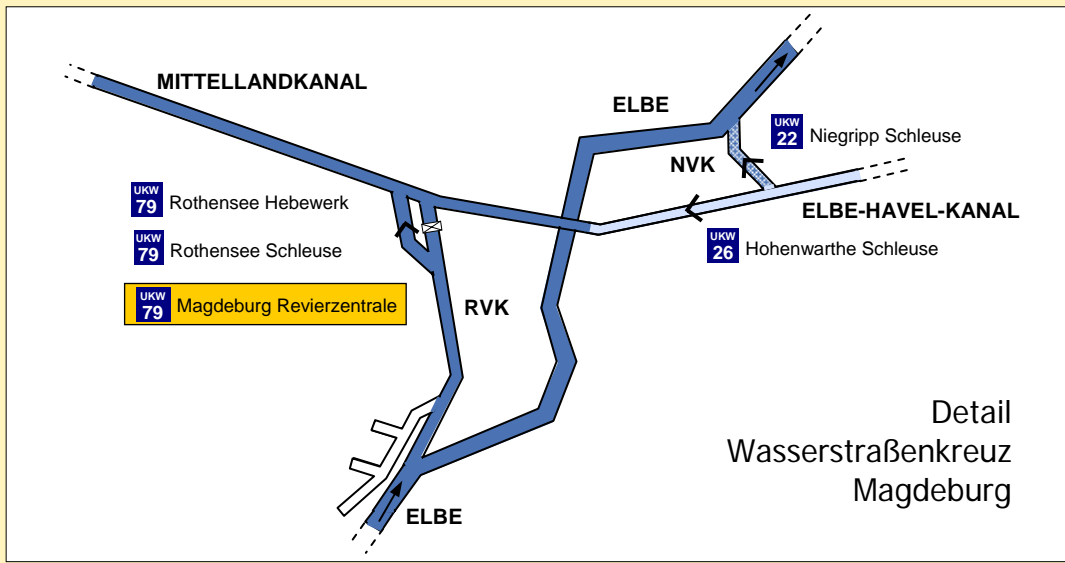 MITTELLANDKANAL
ELBE
UKW
22 Niegripp Schleuse
NVK
UKW
79 Rothensee Hebewerk
ELBE-HAVEL-KANAL
UKW
79 Rothensee Schleuse
UKW
26 Hohenwarthe Schleuse
UKW
79 Magdeburg Revierzentrale
RVK
Detail
Wasserstraßenkreuz
Magdeburg
ELBE